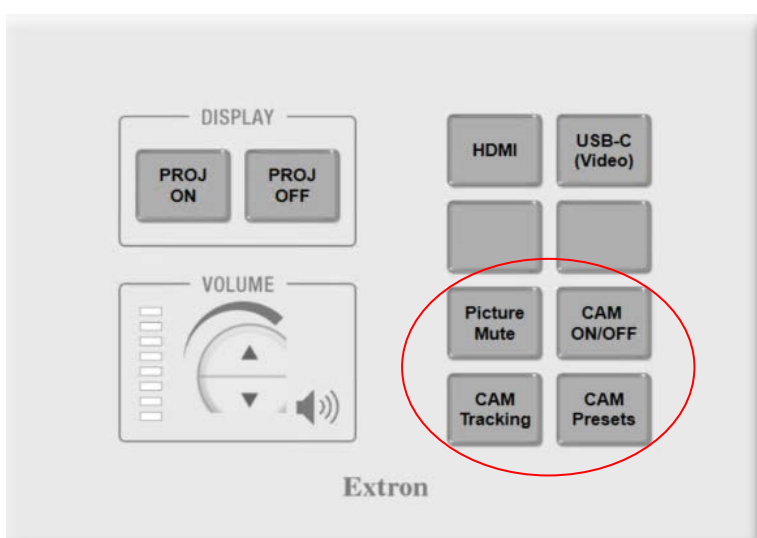 DISPLAY
PROJ
ON
PROJ
OFF
VOLUME
HDMI
USB-C
(Video)
Picture
Mute
CAM
ON/OFF
CAM
Tracking
CAM
Presets
Extron